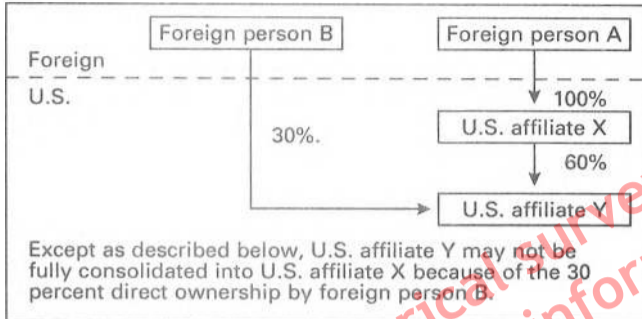 Foreign person B
Foreign person A
Foreign
U.S.
100%
U.S. affiliate X
30%.
60%
U.S. affiliate Y
Except as described below, U.S. affiliate Y may not be
fully consolidated into U.S. affiliate X because of the 30
percent direct ownership by foreign person B.